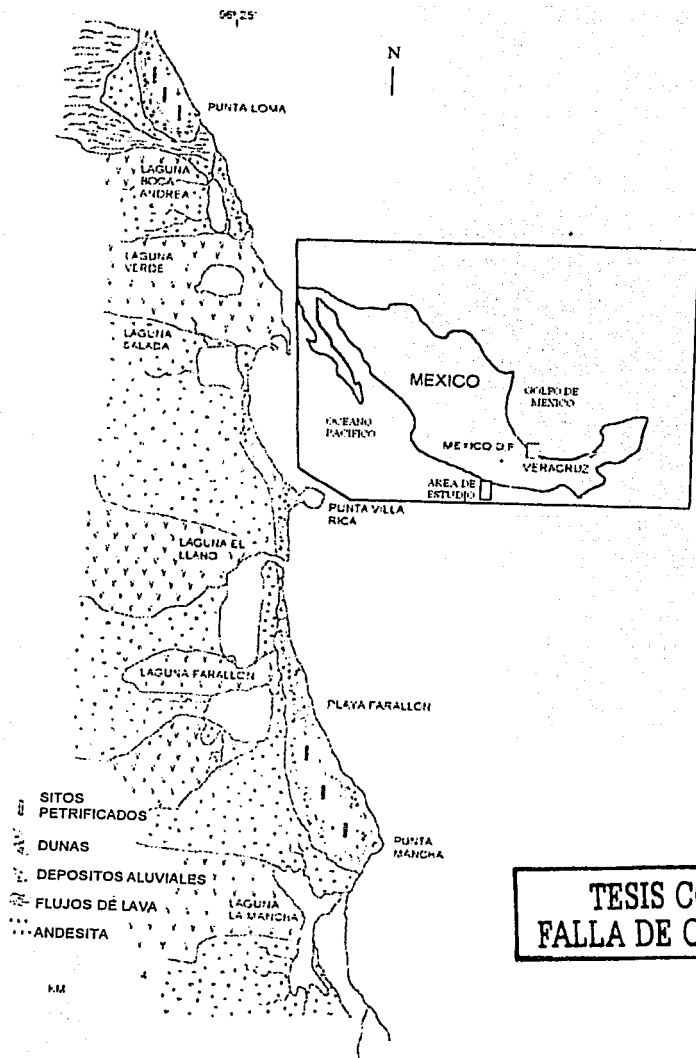 96° 25'
N
PUNTA LOMA
LAGUNA
BOCA
ANDREA
LAGUNA
VERDE
LAGUNA
SALADA
MEXICO
GOLFO DE
MEXICO
OCEANO
PACIFICO
MEXICO D.F
VERACRUZ
AREA DE
ESTUDIO
PUNTA VILLA
RICA
LAGUNA EL
LLANO
LAGUNA FARALLON
PLAYA FARALLON
SITOS
PETRIFICADOS
DUNAS
DEPOSITOS ALUVIALES
FLUJOS DE LAVA
ANDESITA
PUNTA
MANCHA
LAGUNA
LA MANCHA
4
KM
TESIS CO
FALLA DE O